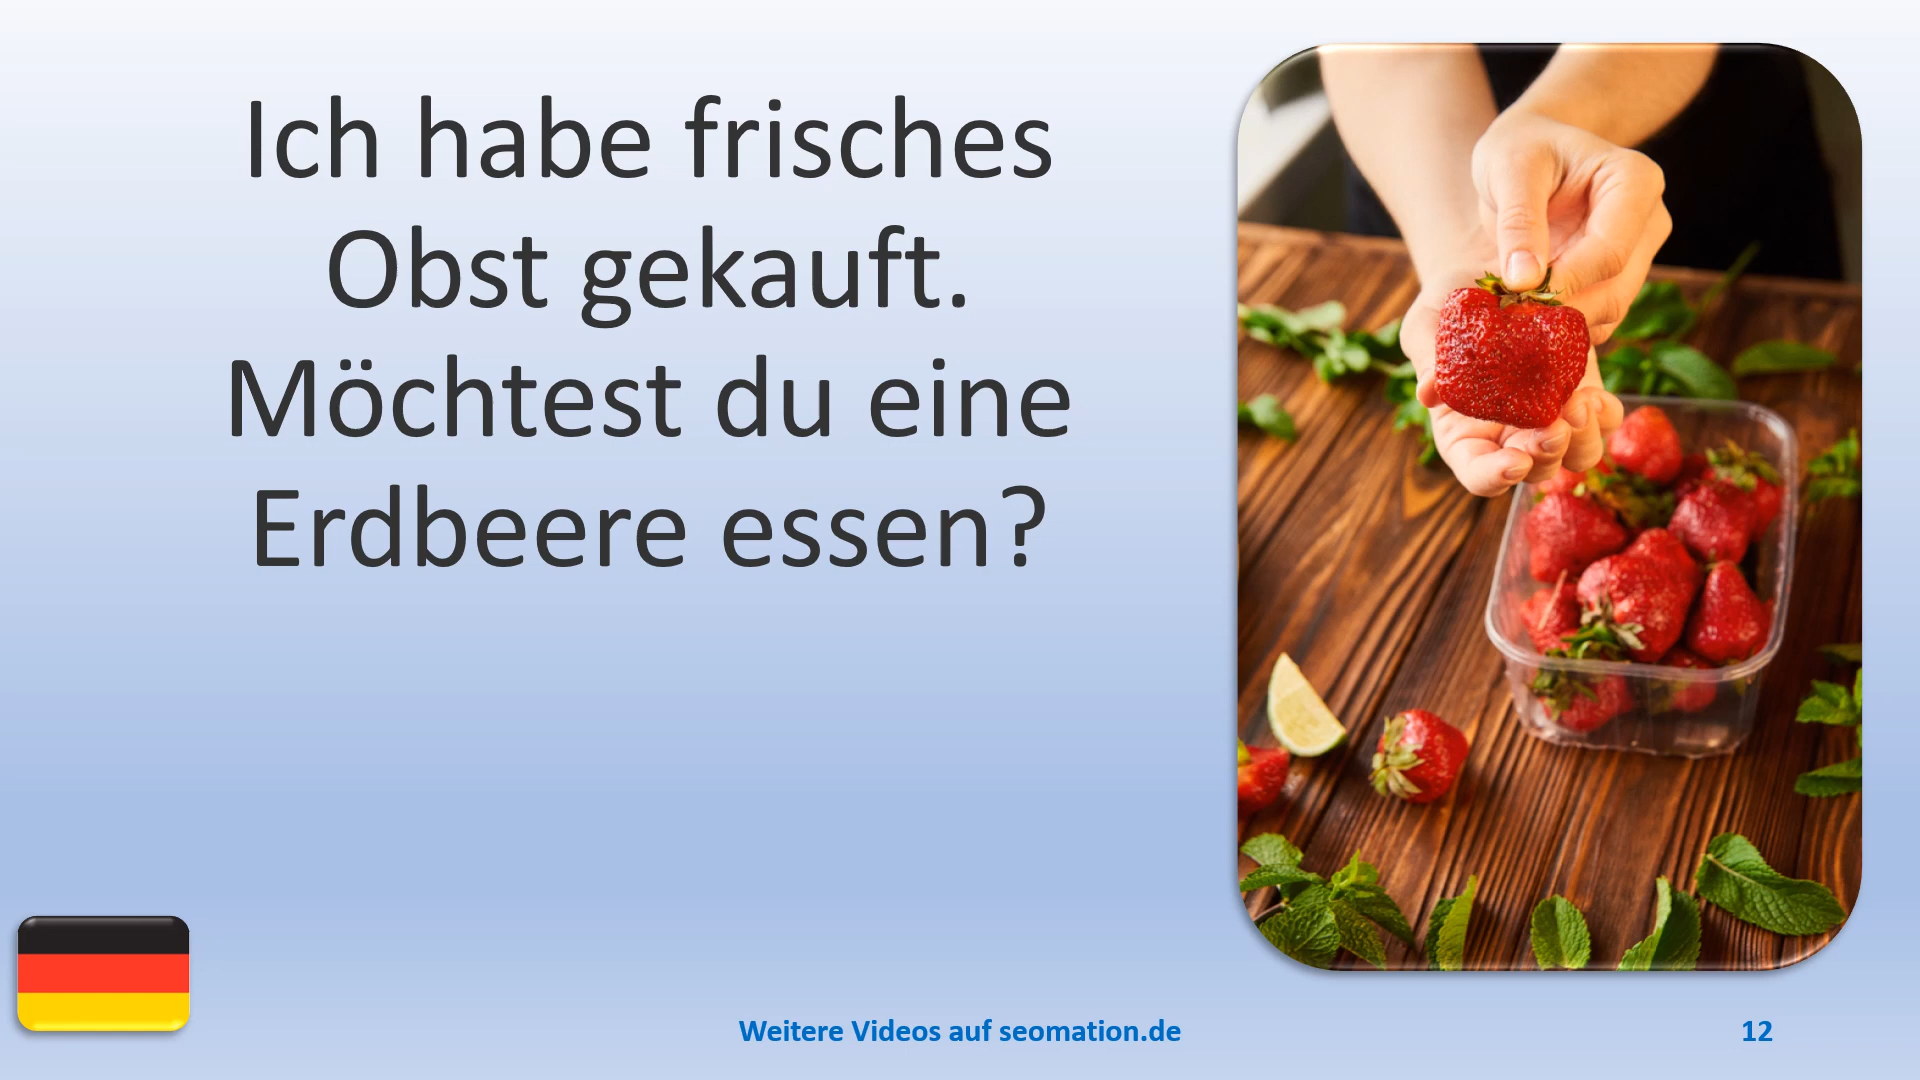 Ich habe frisches
Obst gekauft.
Möchtest du eine
Erdbeere essen?
Weitere Videos auf seomation.de
12